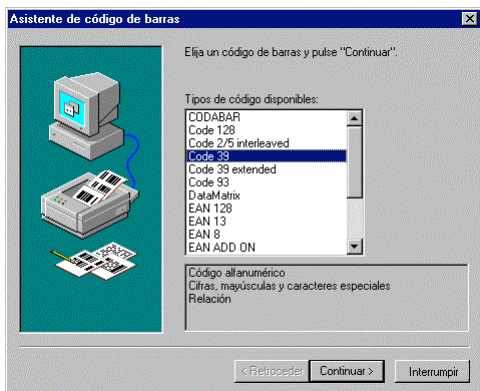 Asistente de código de barras
Elija un código de barras y pulse "Continuar".
Tipos de código disponibles:
CODABAR
Code 128
Code 2/5 interleaved
Code 39
Code 39 extended
Code 93
DataMatrix
EAN 128
EAN 13
EAN 8
EAN ADD ON
Código alfanumérico
Cifras, mayúsculas y caracteres especiales
Relación
< Retroceder
Continuar >
Interrumpir